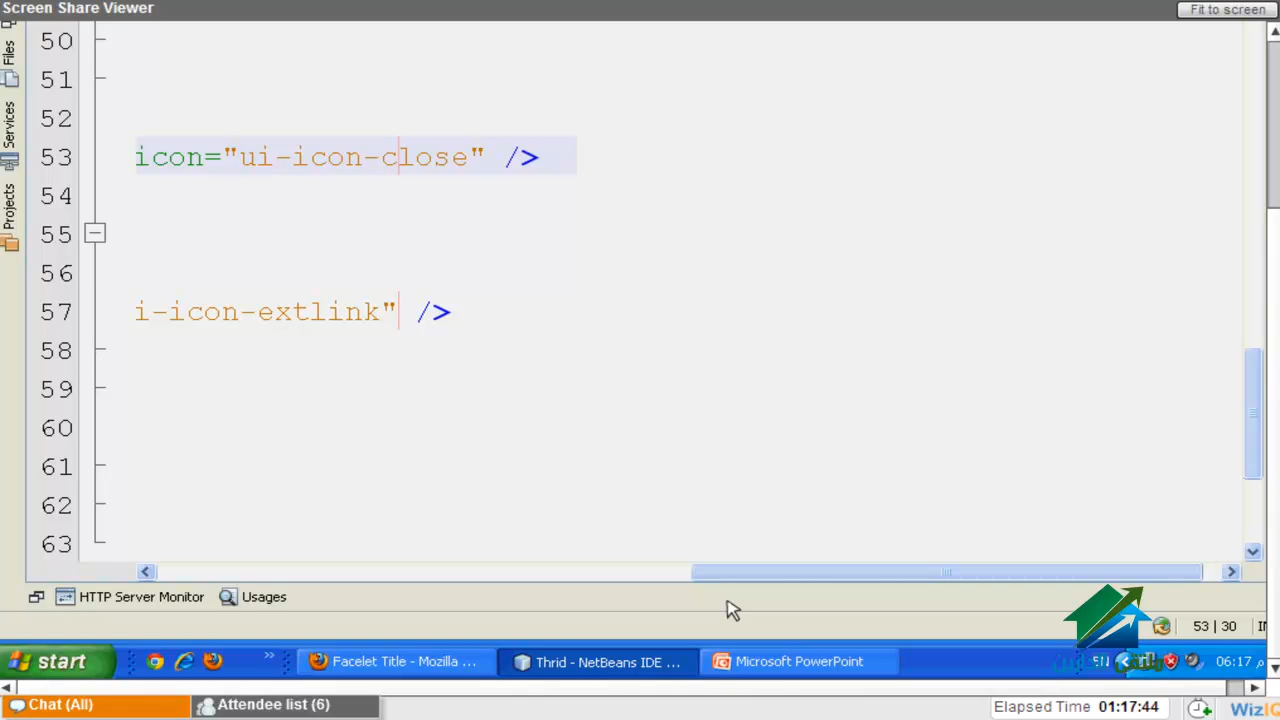 Screen Share Viewer
Fit to screen
Files
Services
Projects
50
51
52
53 icon="ui-icon-close" />
54
55
56
57 i-icon-extlink" />
58
59
60
61
62
63
HTTP Server Monitor
Usages
53 | 30
start
Facelet Title - Mozilla ...
Thrid - NetBeans IDE ...
Microsoft PowerPoint
EN
06:17 م
Chat (All)
Attendee list (6)
Elapsed Time 01:17:44